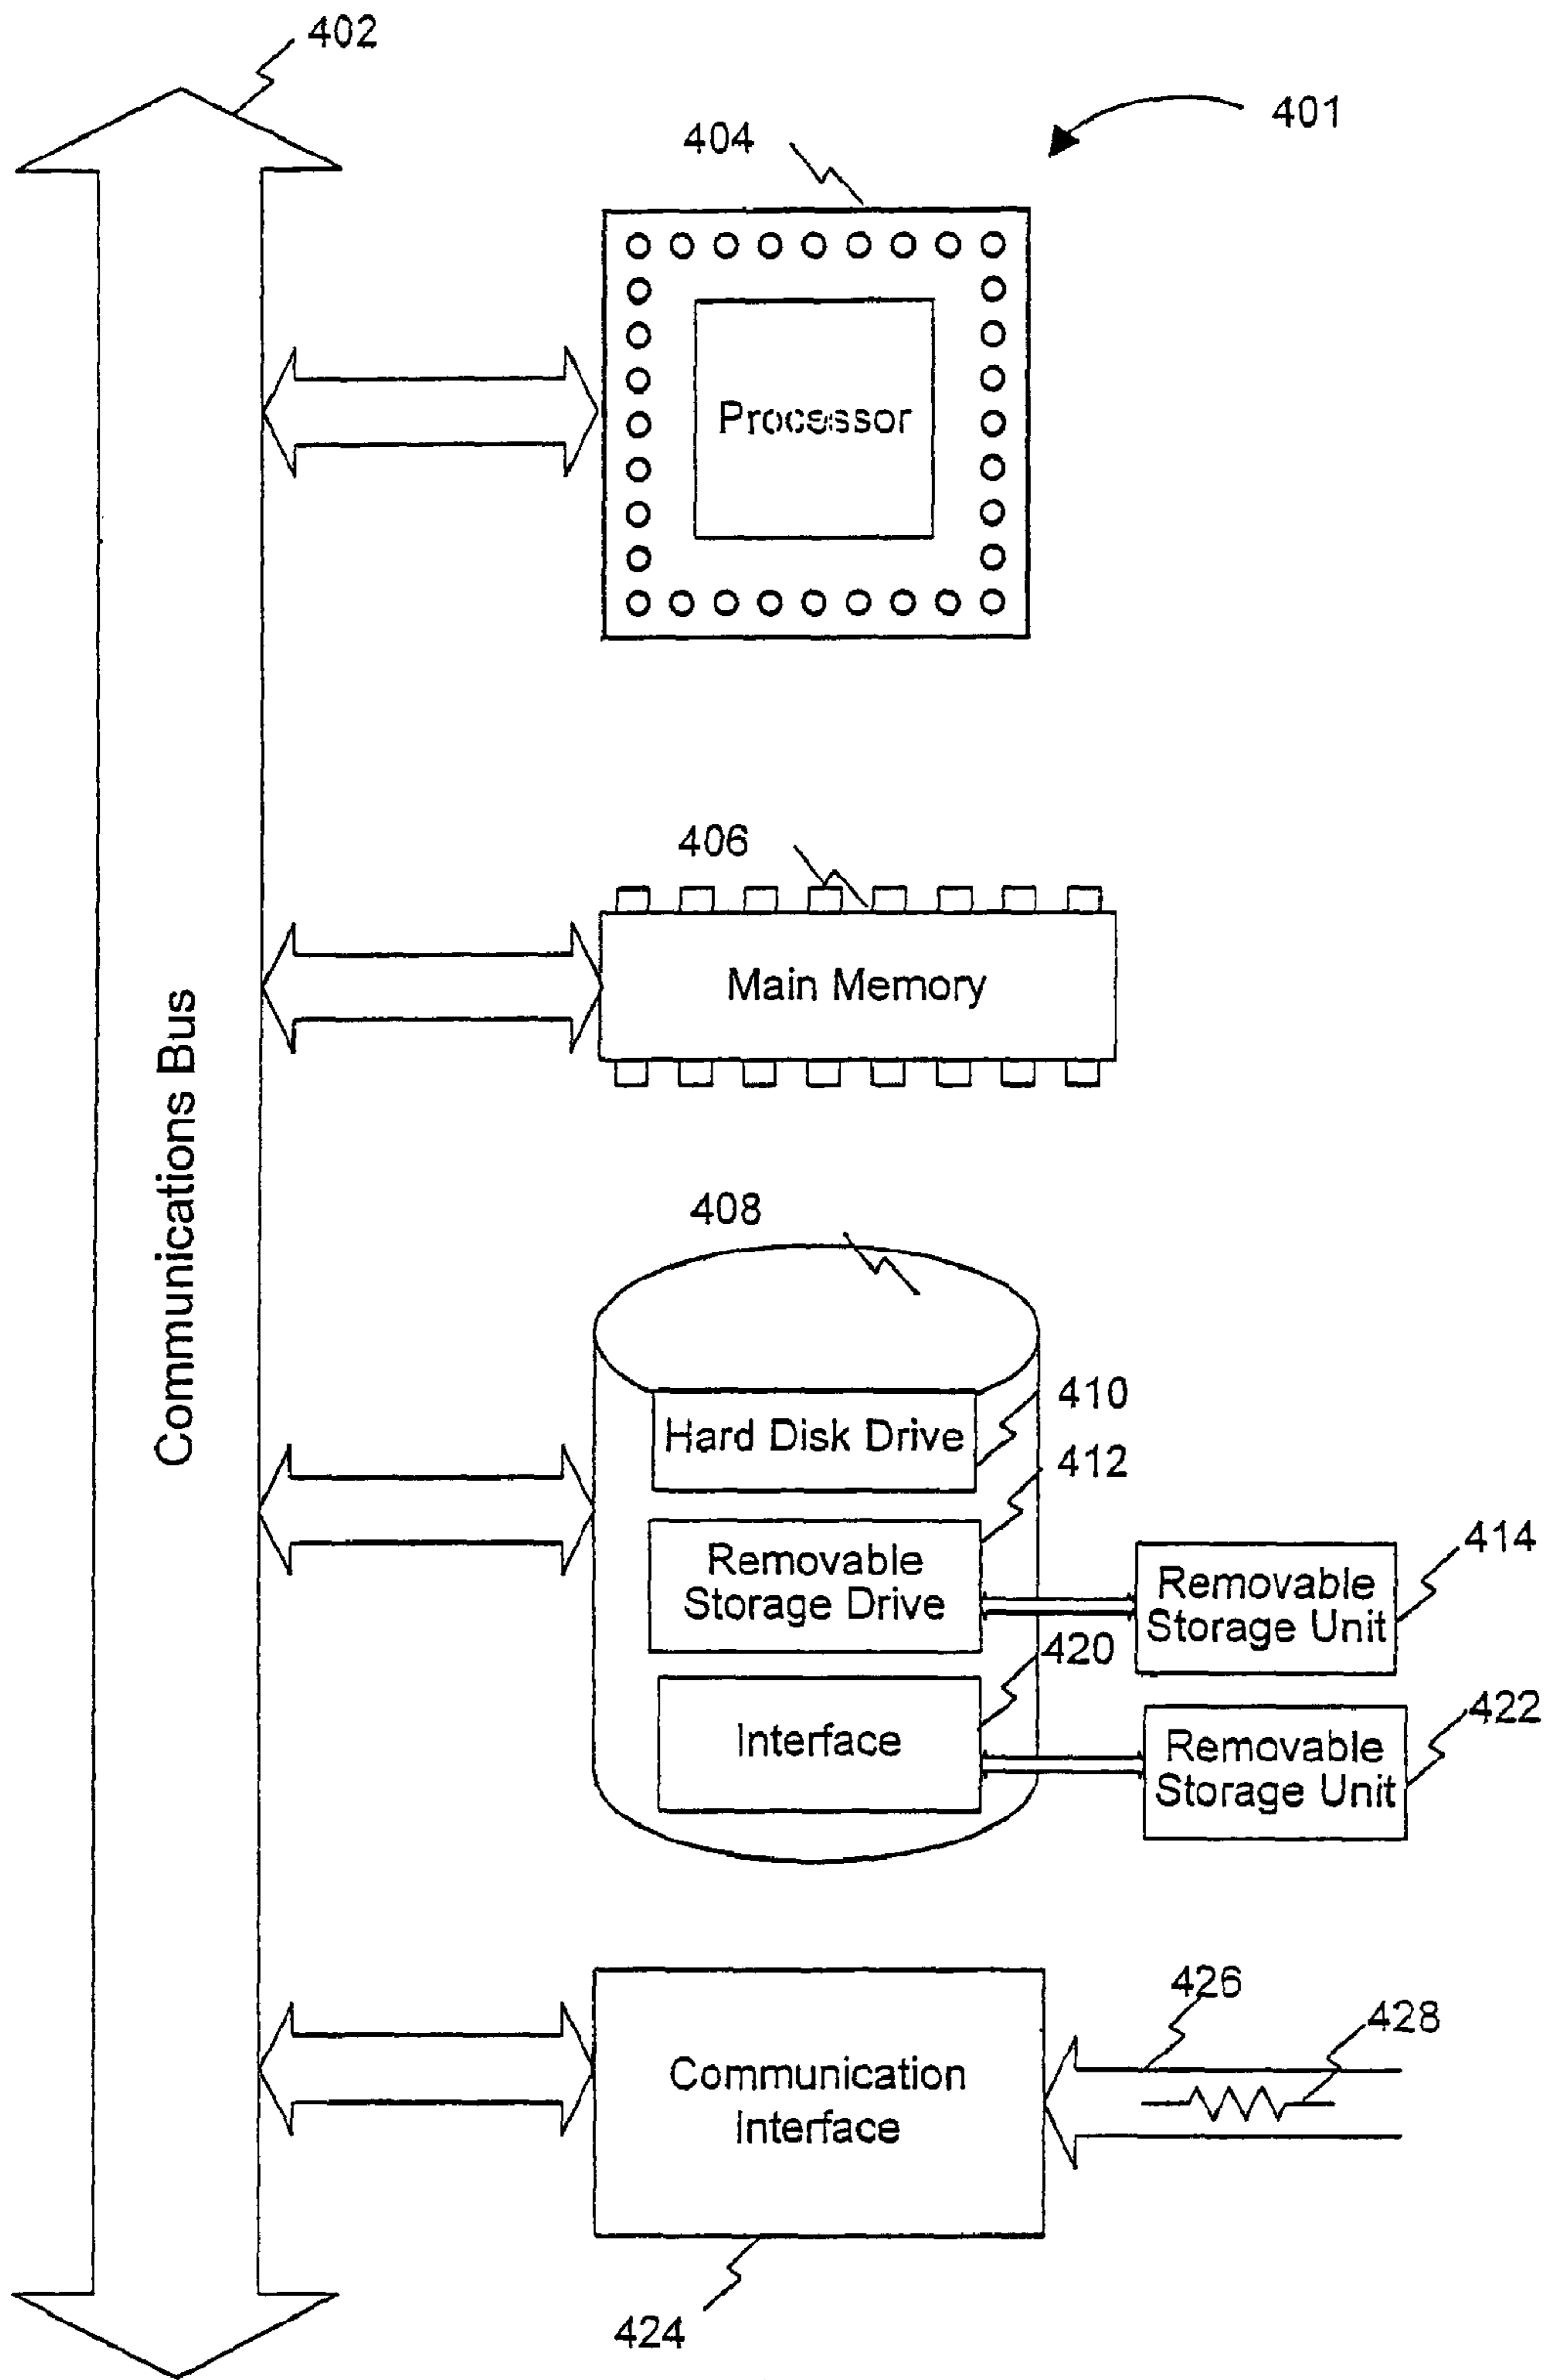 402
401
404
Processor
406
Main Memory
Communications Bus
408
410
Hard Disk Drive
412
Removable
Storage Drive
414
Removable
Storage Unit
420
Interface
422
Removable
Storage Unit
426
428
Communication
Interface
424